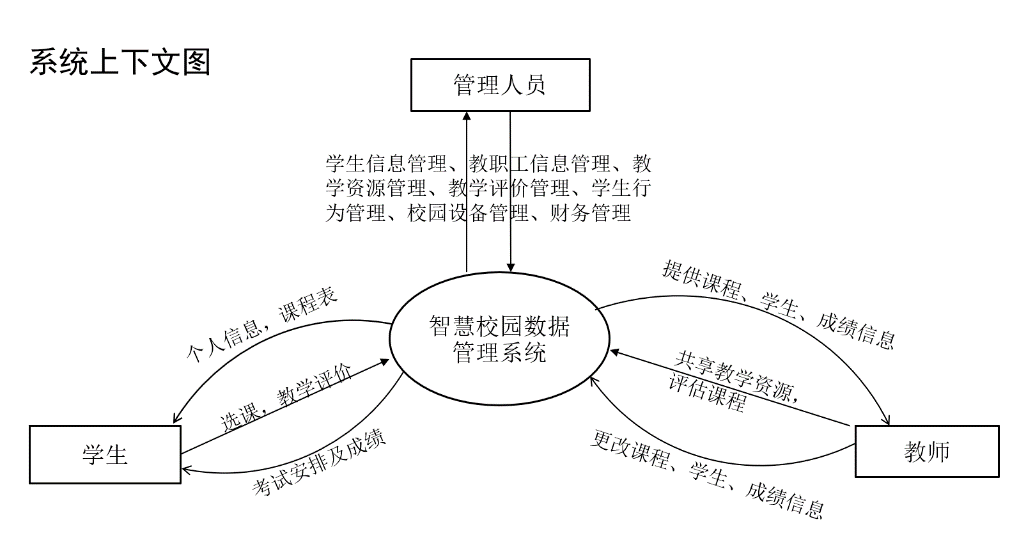 系统上下文图
管理人员
学生信息管理、教职工信息管理、教
学资源管理、教学评价管理、学生行
为管理、校园设备管理、财务管理
提供课程、学生、成绩信息
个人信息，课程表
智慧校园数据
管理系统
共享教学资源，
评估课程
选课，教学评价
学生
教师
考试安排及成绩
更改课程、学生、成绩信息